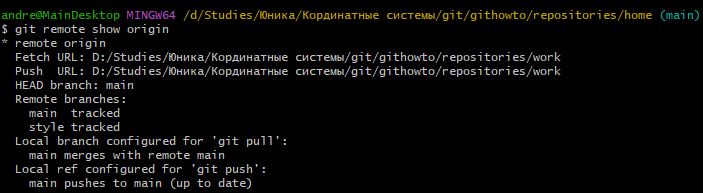 andre@MainDesktop MINGW64 /d/Studies/Юника/Кординатные системы/git/githowto/repositories/home (main)
$ git remote show origin
* remote origin
  Fetch URL: D:/Studies/Юника/Кординатные системы/git/githowto/repositories/work
  Push  URL: D:/Studies/Юника/Кординатные системы/git/githowto/repositories/work
  HEAD branch: main
  Remote branches:
    main  tracked
    style tracked
  Local branch configured for 'git pull':
    main merges with remote main
  Local ref configured for 'git push':
    main pushes to main (up to date)